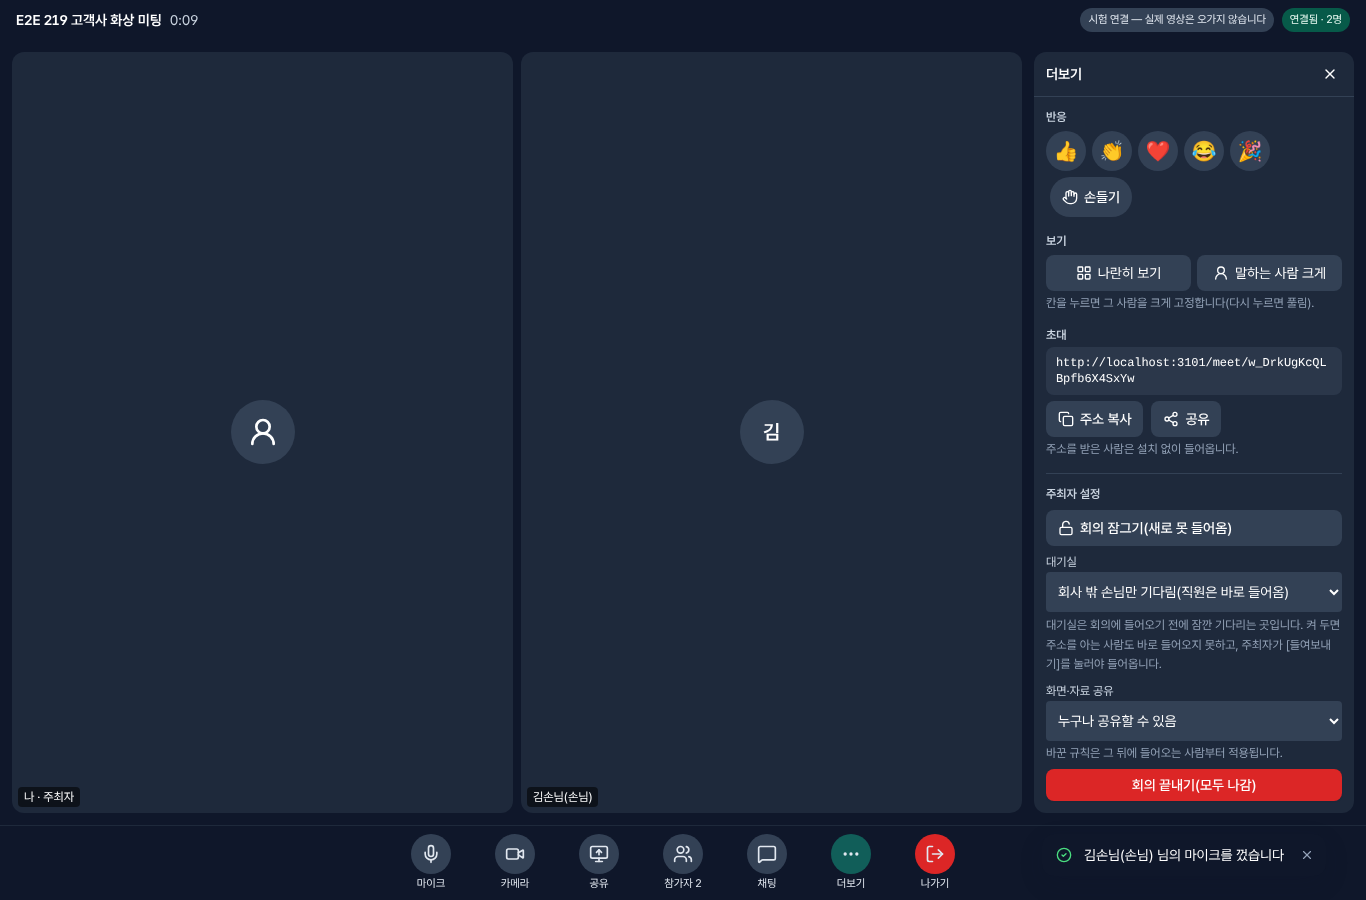 E2E 219 고객사 화상 미팅 0:09
시험 연결 — 실제 영상은 오가지 않습니다
연결됨 · 2명
더보기
반응
손들기
보기
나란히 보기
말하는 사람 크게
칸을 누르면 그 사람을 크게 고정합니다(다시 누르면 풀림).
초대
http://localhost:3101/meet/w_DrkUgKcQL
Bpfb6X4SxYw
주소 복사
공유
주소를 받은 사람은 설치 없이 들어옵니다.
주최자 설정
회의 잠그기(새로 못 들어옴)
대기실
회사 밖 손님만 기다림(직원은 바로 들어옴)
대기실은 회의에 들어오기 전에 잠깐 기다리는 곳입니다. 켜 두면
주소를 아는 사람도 바로 들어오지 못하고, 주최자가 [들여보내
기]를 눌러야 들어옵니다.
화면·자료 공유
누구나 공유할 수 있음
바꾼 규칙은 그 뒤에 들어오는 사람부터 적용됩니다.
회의 끝내기(모두 나감)
김
나 · 주최자
김손님(손님)
마이크
카메라
공유
참가자 2
채팅
더보기
나가기
김손님(손님) 님의 마이크를 껐습니다